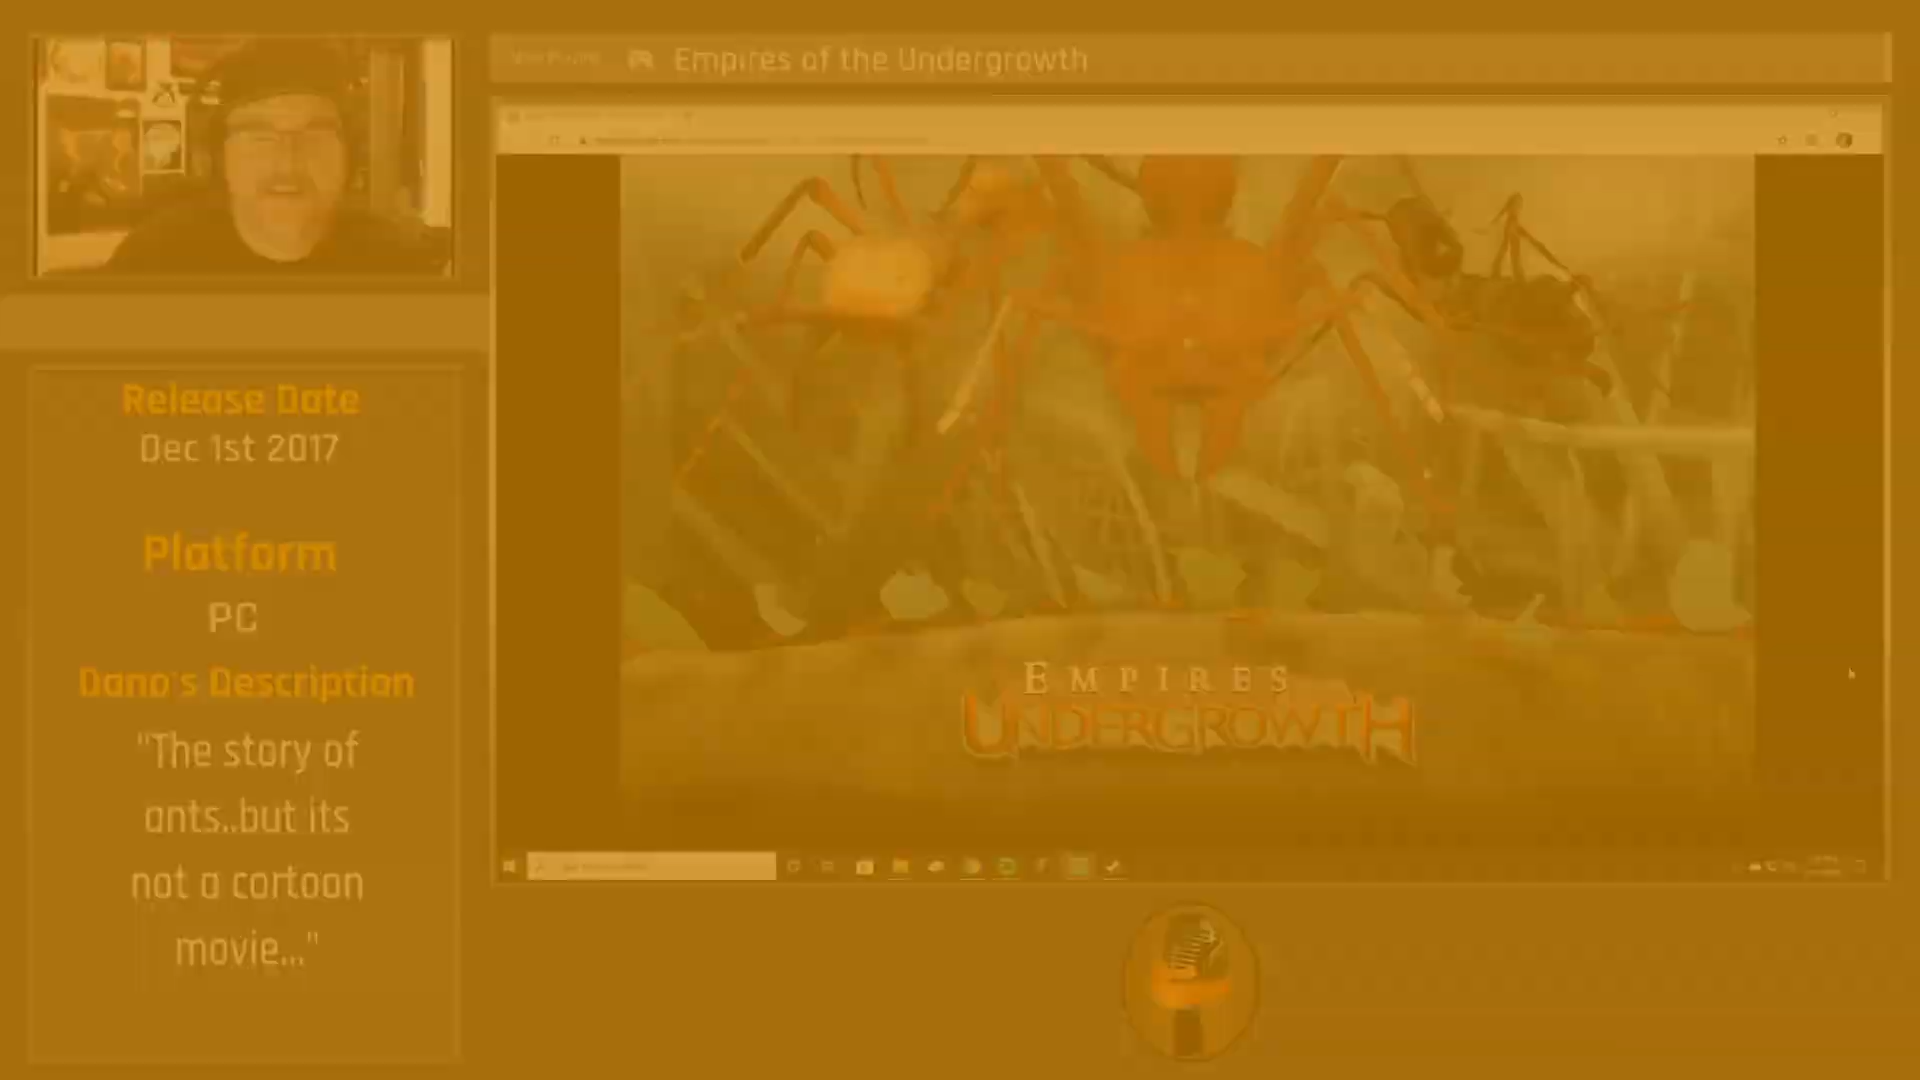 Empires of the Undergrowth
Release Date
Dec 1st 2017
Platform
PC
Dano's Description
"The story of
ants..but its
not a cartoon
movie..."
EMPIRES
UNDERGROWTH